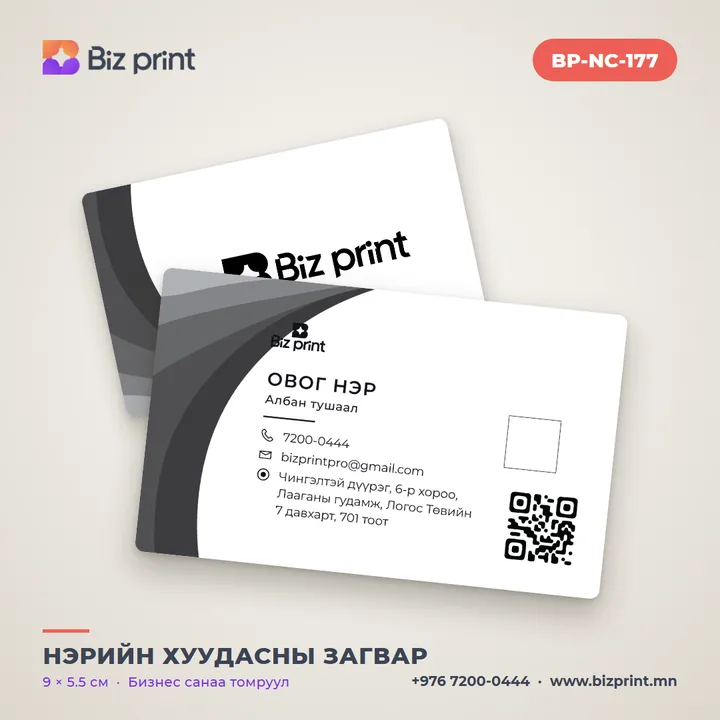 Biz print
BP-NC-177
Biz print
Biz print
ОВОГ НЭР
Албан тушаал
7200-0444
bizprintpro@gmail.com
Чингэлтэй дүүрэг, 6-р хороо,
Лааганы гудамж, Логос Төвийн
7 давхарт, 701 тоот
НЭРИЙН ХУУДАСНЫ ЗАГВАР
9 × 5.5 см · Бизнес санаа томруул
+976 7200-0444 · www.bizprint.mn